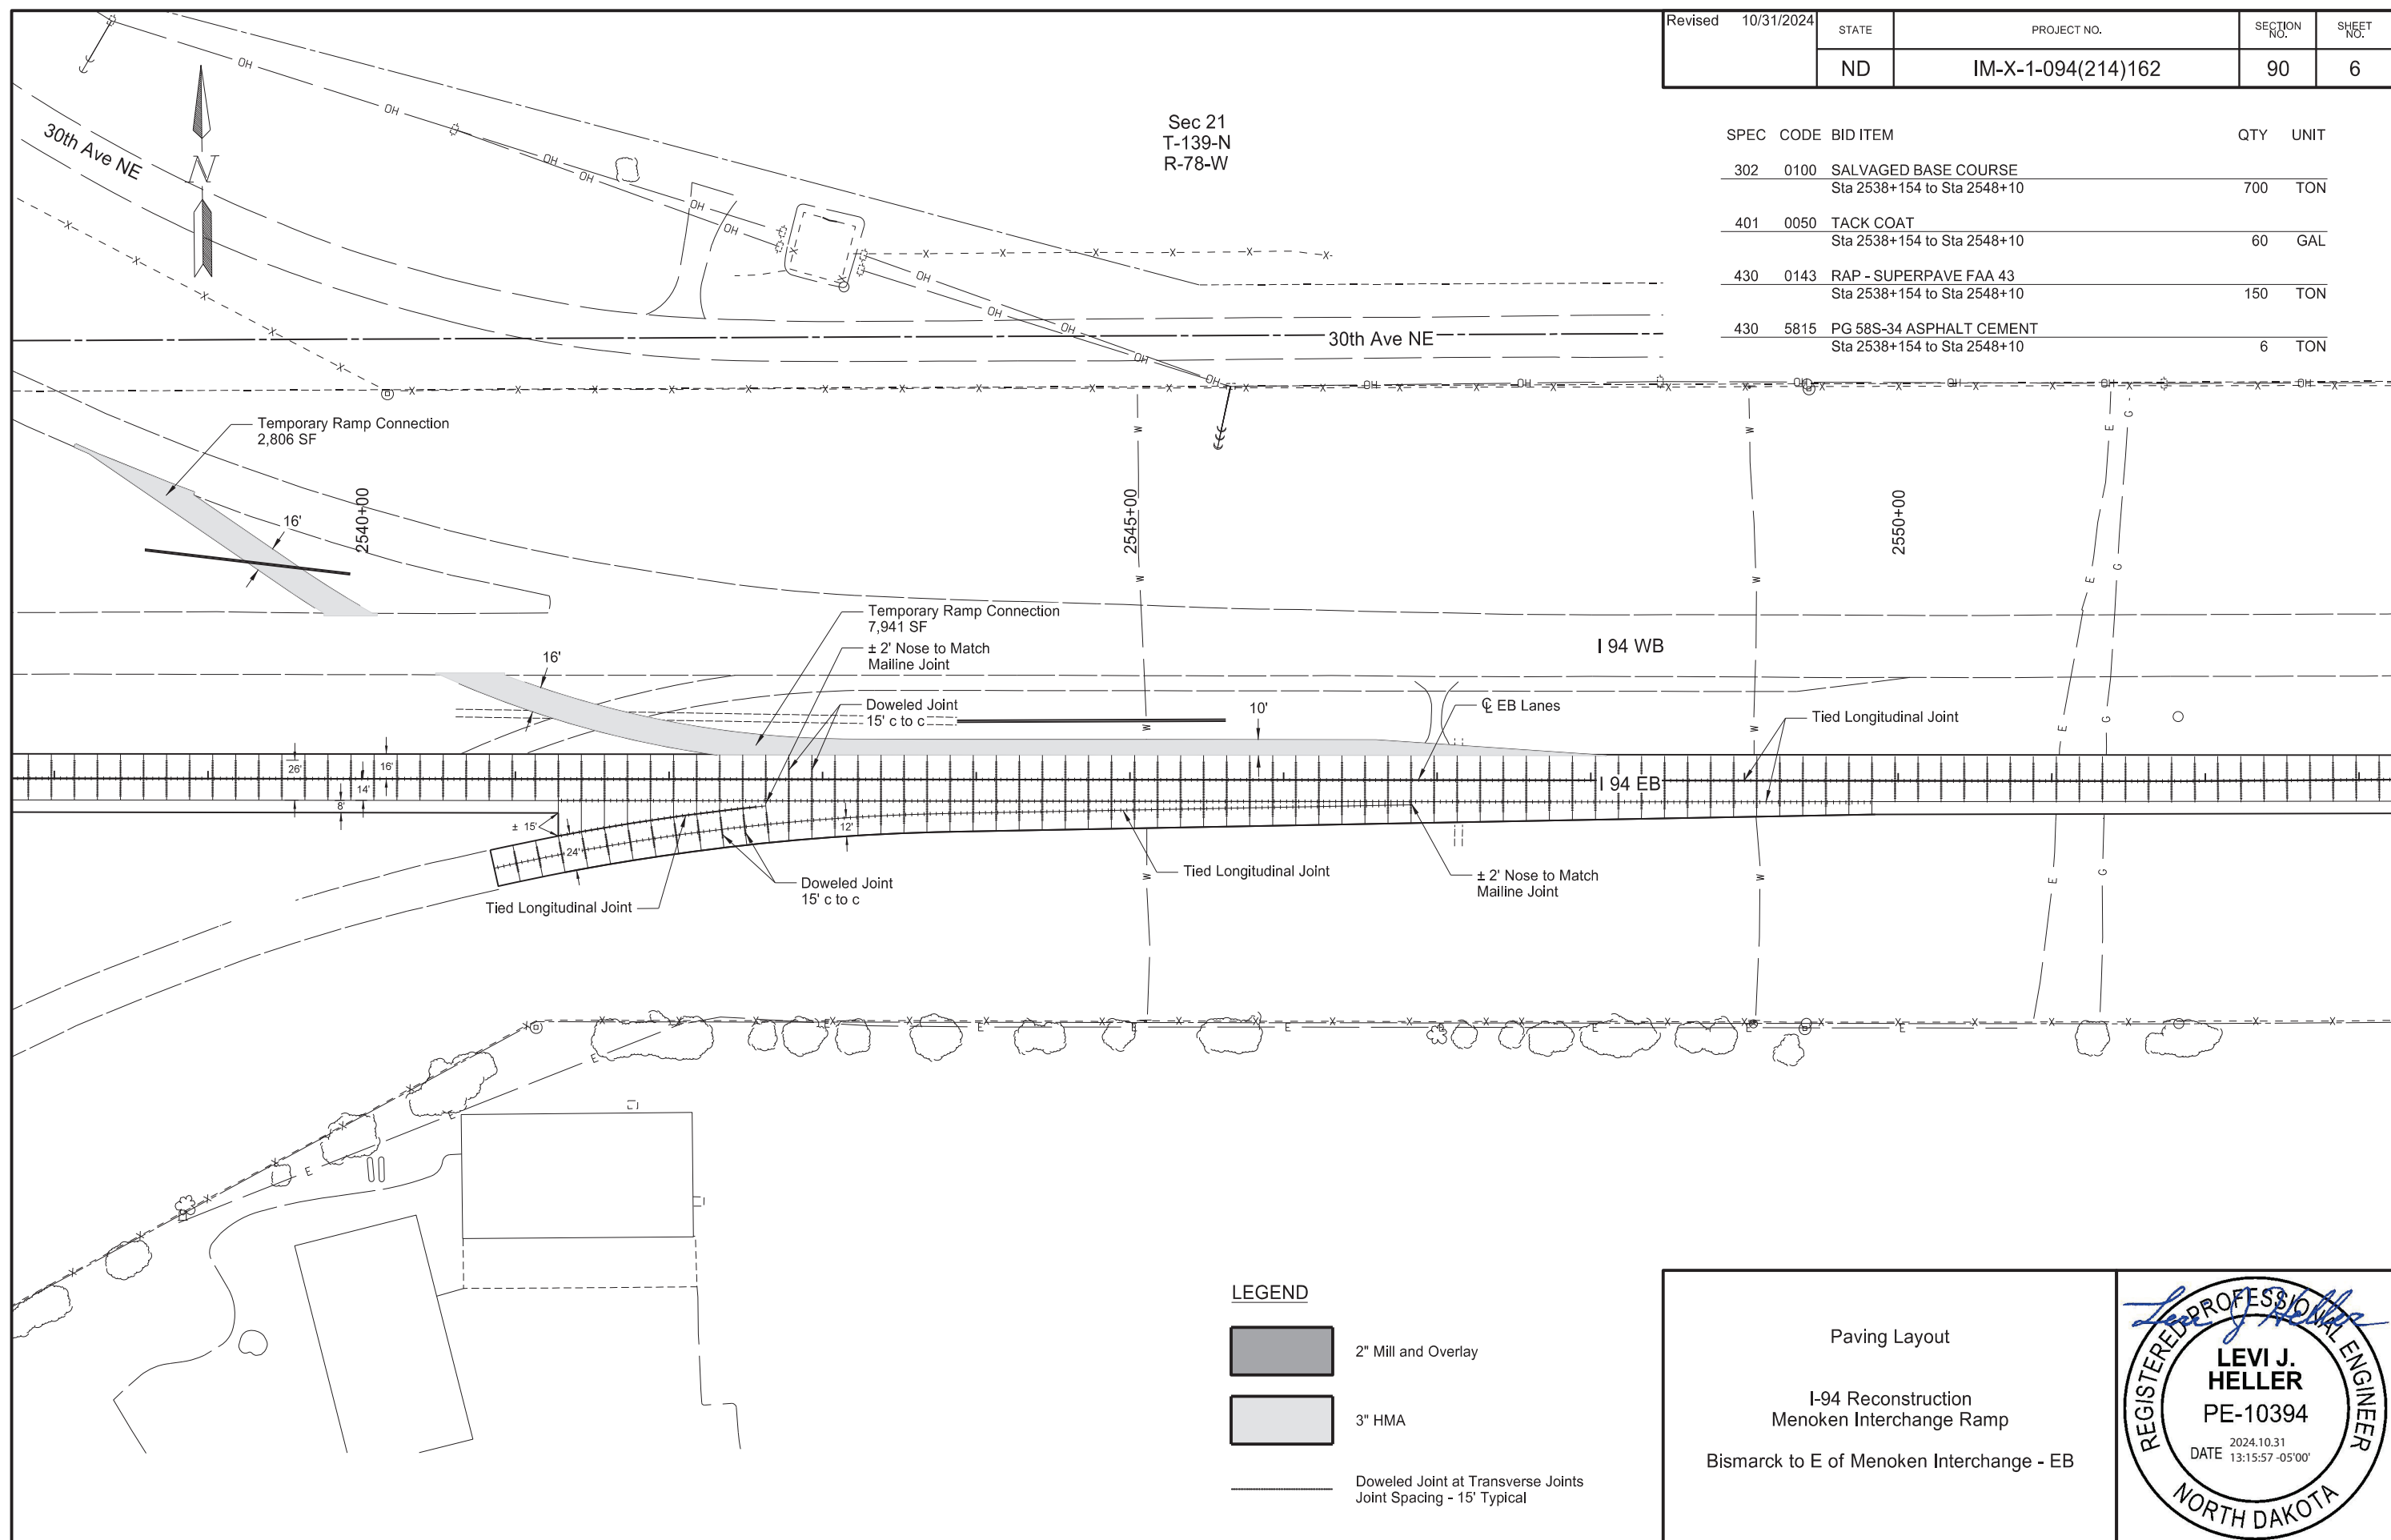 Revised 10/31/2024
STATE
PROJECT NO.
SECTION NO.
SHEET NO.
ND
IM-X-1-094(214)162
90
6
SPEC CODE BID ITEM QTY UNIT
302 0100 SALVAGED BASE COURSE
Sta 2538+154 to Sta 2548+10 700 TON
401 0050 TACK COAT
Sta 2538+154 to Sta 2548+10 60 GAL
430 0143 RAP - SUPERPAVE FAA 43
Sta 2538+154 to Sta 2548+10 150 TON
430 5815 PG 58S-34 ASPHALT CEMENT
Sta 2538+154 to Sta 2548+10 6 TON
Sec 21
T-139-N
R-78-W
30th Ave NE
N
30th Ave NE
Temporary Ramp Connection
2,806 SF
16'
2540+00
2545+00
2550+00
Temporary Ramp Connection
7,941 SF
± 2' Nose to Match
Mailine Joint
16'
Doweled Joint
15' c to c
10'
℄ EB Lanes
I 94 WB
Tied Longitudinal Joint
26'
16'
14'
8'
I 94 EB
± 15'
24'
12'
Tied Longitudinal Joint
Doweled Joint
15' c to c
Tied Longitudinal Joint
± 2' Nose to Match
Mailine Joint
LEGEND
2" Mill and Overlay
3" HMA
Doweled Joint at Transverse Joints
Joint Spacing - 15' Typical
Paving Layout
I-94 Reconstruction
Menoken Interchange Ramp
Bismarck to E of Menoken Interchange - EB
Levi J Heller
REGISTERED PROFESSIONAL ENGINEER
LEVI J.
HELLER
PE-10394
DATE 2024.10.31
13:15:57 -05'00'
NORTH DAKOTA